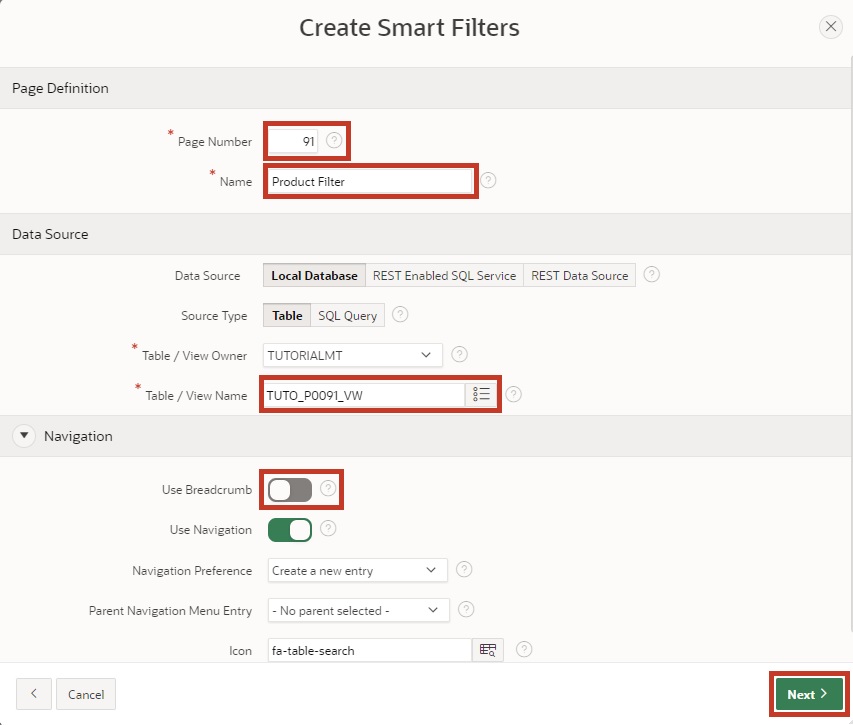 Create Smart Filters
Page Definition
* Page Number 91 ?
* Name Product Filter ?
Data Source
Data Source Local Database REST Enabled SQL Service REST Data Source ?
Source Type Table SQL Query ?
* Table / View Owner TUTORIALMT ?
* Table / View Name TUTO_P0091_VW ?
Navigation
Use Breadcrumb ?
Use Navigation ?
Navigation Preference Create a new entry ?
Parent Navigation Menu Entry - No parent selected - ?
Icon fa-table-search ?
Cancel Next